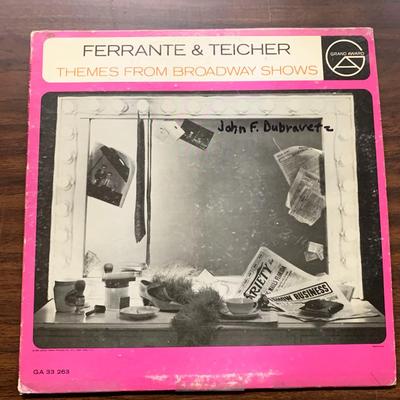 FERRANTE & TEICHER
THEMES FROM BROADWAY SHOWS
GRAND AWARD
John F. Dubravetz
VARIETY
SHOW BUSINESS
GA 33 263